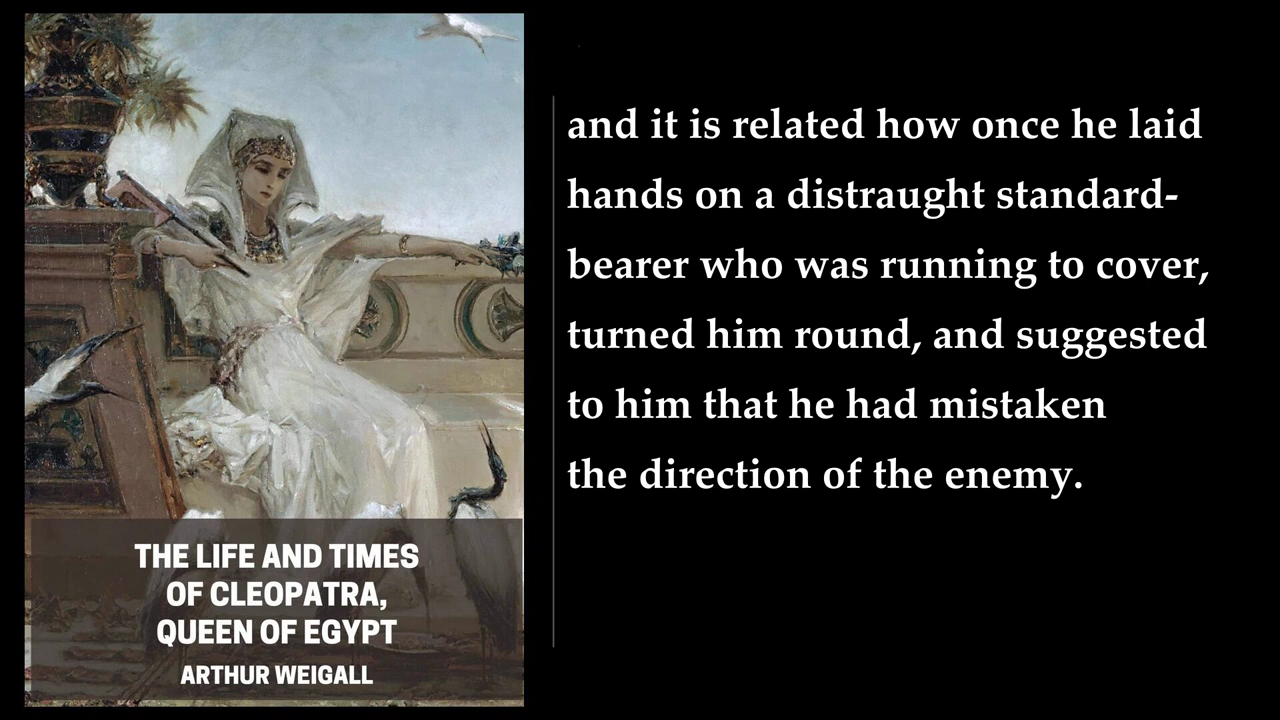 THE LIFE AND TIMES
OF CLEOPATRA,
QUEEN OF EGYPT
ARTHUR WEIGALL
and it is related how once he laid
hands on a distraught standard-
bearer who was running to cover,
turned him round, and suggested
to him that he had mistaken
the direction of the enemy.